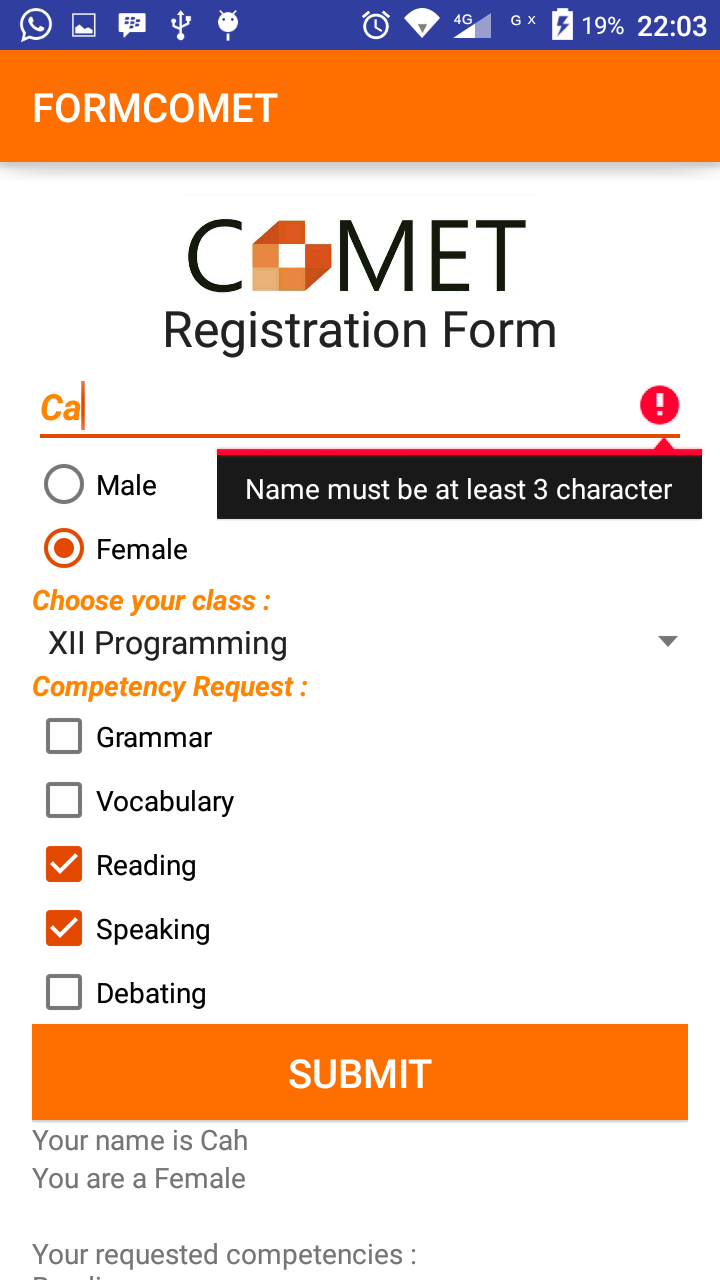 4G G X 19% 22:03
FORMCOMET
COMET
Registration Form
Ca
Name must be at least 3 character
Male
Female
Choose your class :
XII Programming
Competency Request :
Grammar
Vocabulary
Reading
Speaking
Debating
SUBMIT
Your name is Cah
You are a Female
Your requested competencies :